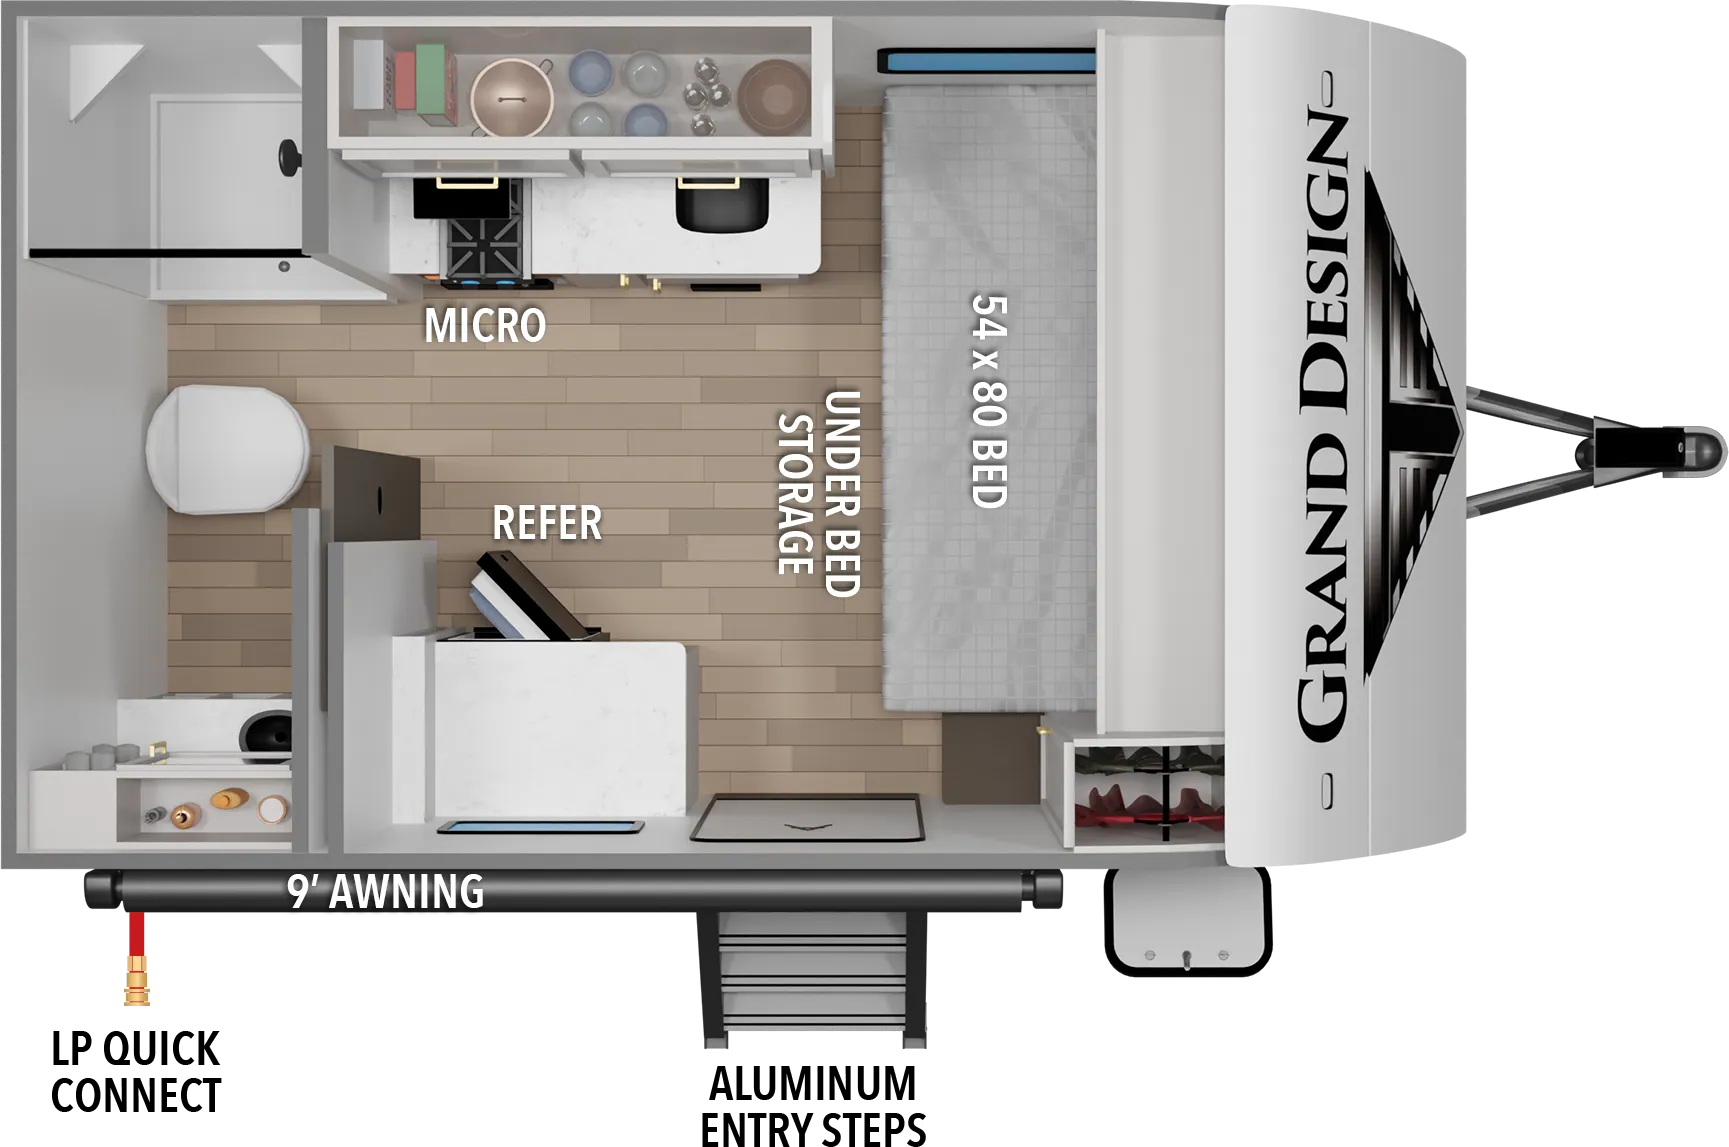 MICRO
54 x 80 BED
UNDER BED
STORAGE
REFER
GRAND DESIGN
9' AWNING
LP QUICK
CONNECT
ALUMINUM
ENTRY STEPS